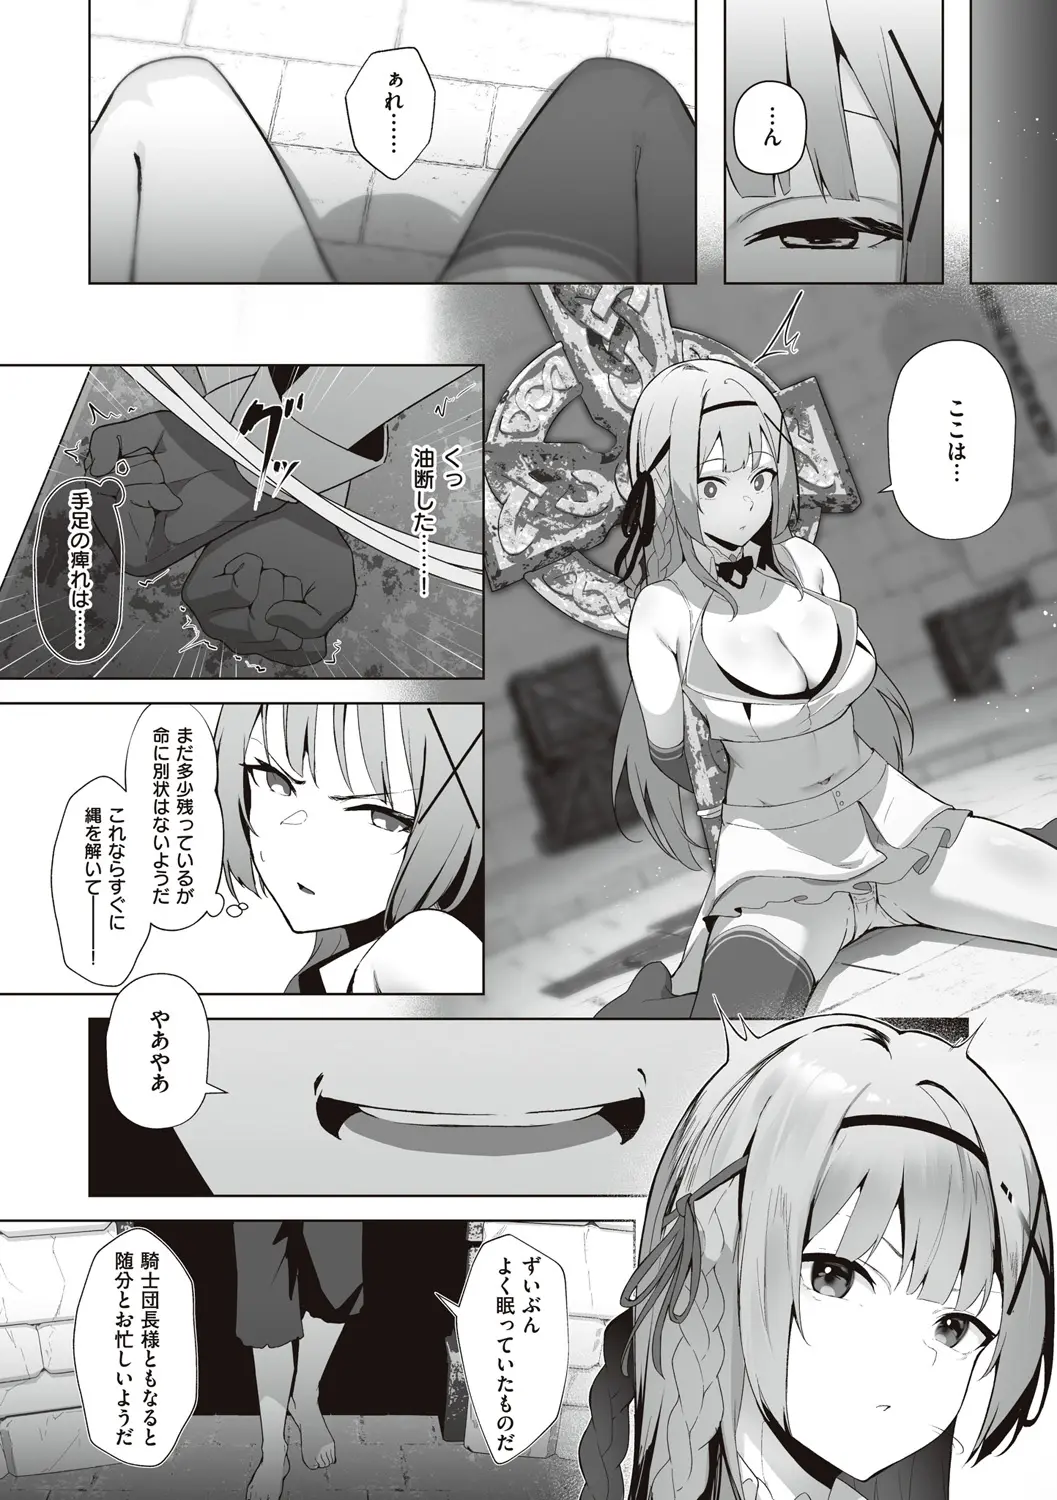 …ん
あれ……
ここは…
くっ
油断した……！
グッ
手足の痺れは……
まだ多少残っているが
命に別状はないようだ
これならすぐに
縄を解いて――！
やあやあ
ずいぶん
よく眠っていたものだ
騎士団長様ともなると
随分とお忙しいようだ